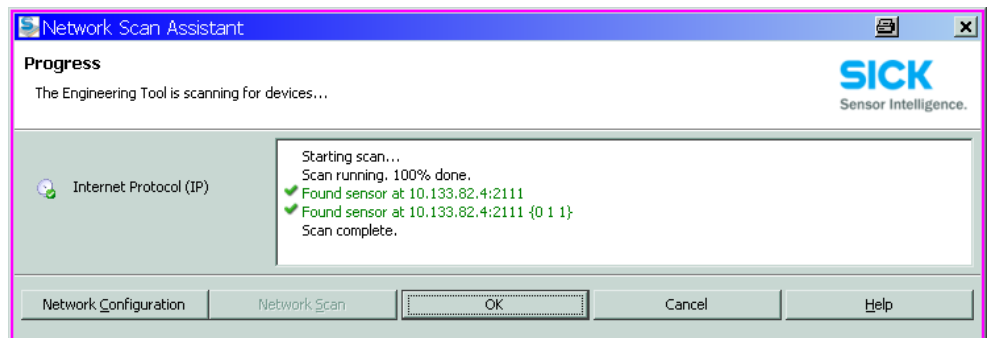 Network Scan Assistant
Progress
The Engineering Tool is scanning for devices...
SICK
Sensor Intelligence.
Internet Protocol (IP)
Starting scan...
Scan running. 100% done.
Found sensor at 10.133.82.4:2111
Found sensor at 10.133.82.4:2111 {0 1 1}
Scan complete.
Network Configuration
Network Scan
OK
Cancel
Help